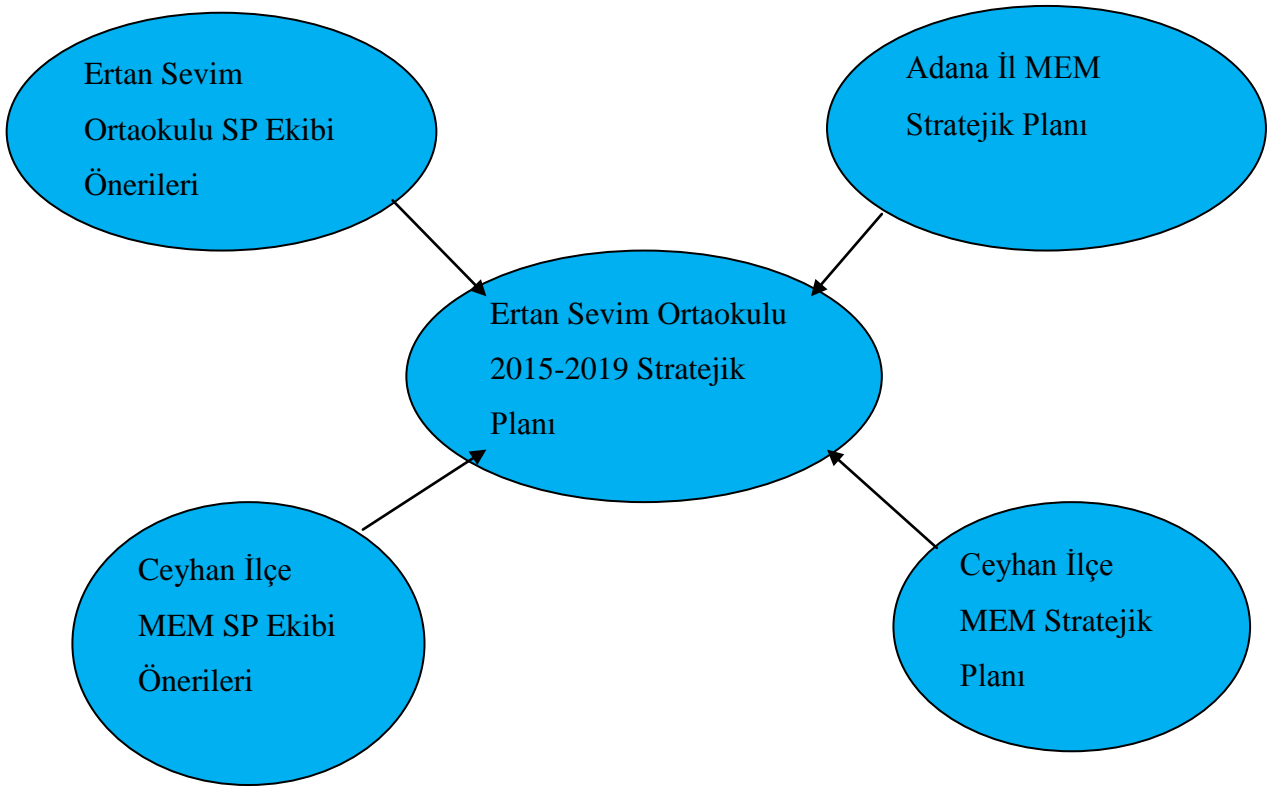 Ertan Sevim
Ortaokulu SP Ekibi
Önerileri
Adana İl MEM
Stratejik Planı
Ertan Sevim Ortaokulu
2015-2019 Stratejik
Planı
Ceyhan İlçe
MEM SP Ekibi
Önerileri
Ceyhan İlçe
MEM Stratejik
Planı